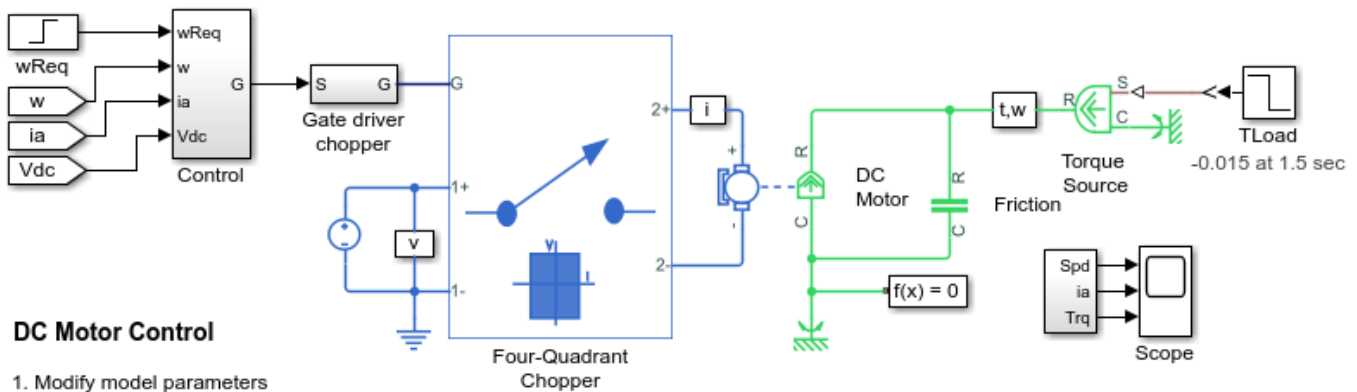 wReq
w
ia
Vdc
wReq
w
ia
Vdc
G
Control
S
G
Gate driver
chopper
G
1+
1-
2+
2-
v
V
I
Four-Quadrant
Chopper
i
+
-
R
C
DC
Motor
R
C
Friction
f(x) = 0
t,w
R
S
C
Torque
Source
TLoad
-0.015 at 1.5 sec
Spd
ia
Trq
Scope
DC Motor Control
1. Modify model parameters